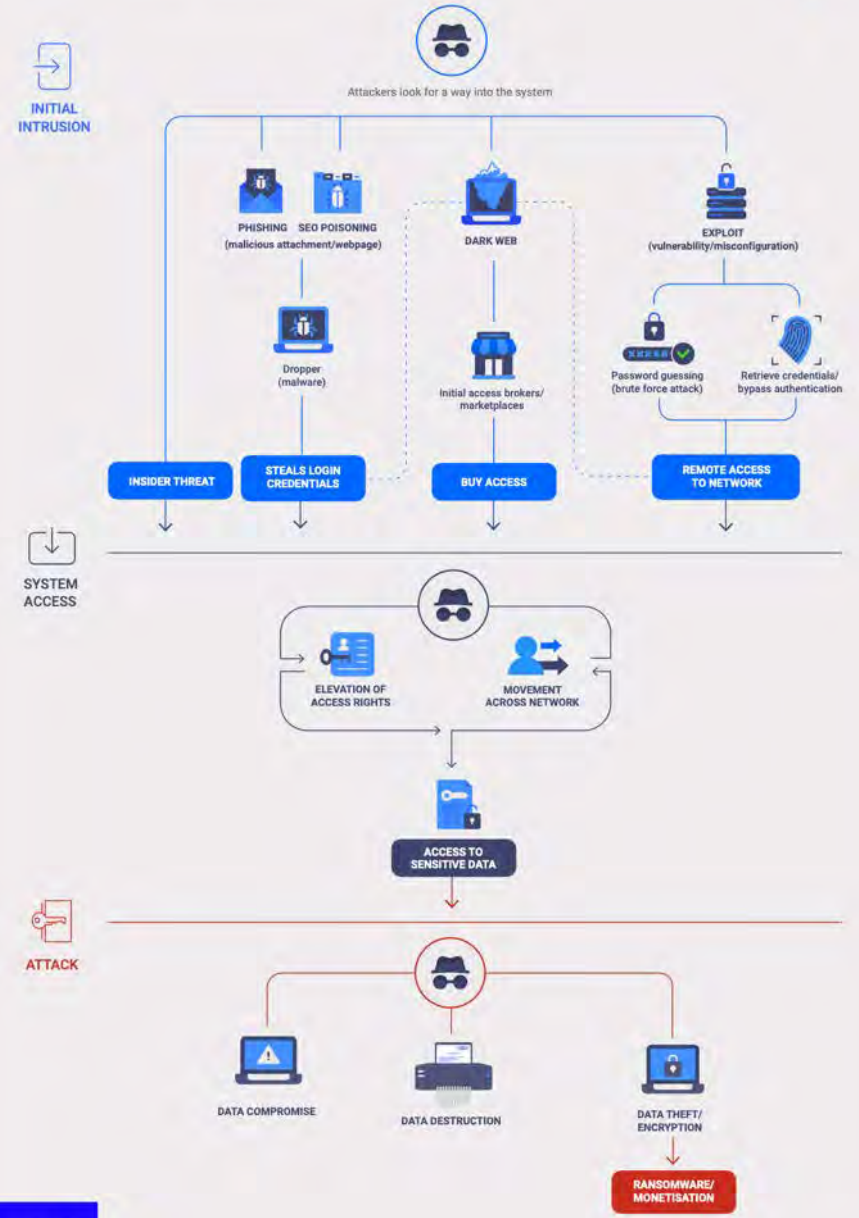 Attackers look for a way into the system
INITIAL
INTRUSION
PHISHING
SEO POISONING
(malicious attachment/webpage)
DARK WEB
EXPLOIT
(vulnerability/misconfiguration)
Dropper
(malware)
Initial access brokers/
marketplaces
Password guessing
(brute force attack)
Retrieve credentials/
bypass authentication
INSIDER THREAT
STEALS LOGIN
CREDENTIALS
BUY ACCESS
REMOTE ACCESS
TO NETWORK
SYSTEM
ACCESS
ELEVATION OF
ACCESS RIGHTS
MOVEMENT
ACROSS NETWORK
ACCESS TO
SENSITIVE DATA
ATTACK
DATA COMPROMISE
DATA DESTRUCTION
DATA THEFT/
ENCRYPTION
RANSOMWARE/
MONETISATION